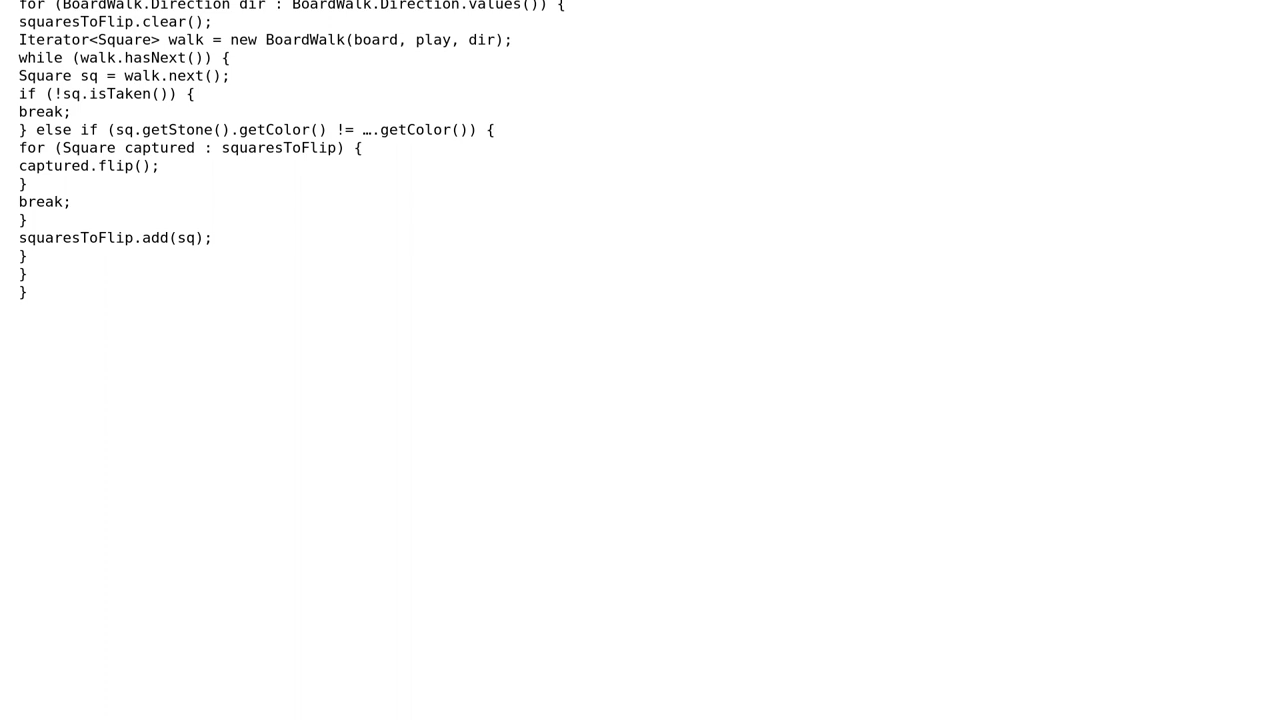 for (BoardWalk.Direction dir : BoardWalk.Direction.values()) {
squaresToFlip.clear();
Iterator<Square> walk = new BoardWalk(board, play, dir);
while (walk.hasNext()) {
Square sq = walk.next();
if (!sq.isTaken()) {
break;
} else if (sq.getStone().getColor() != ….getColor()) {
for (Square captured : squaresToFlip) {
captured.flip();
}
break;
}
squaresToFlip.add(sq);
}
}
}